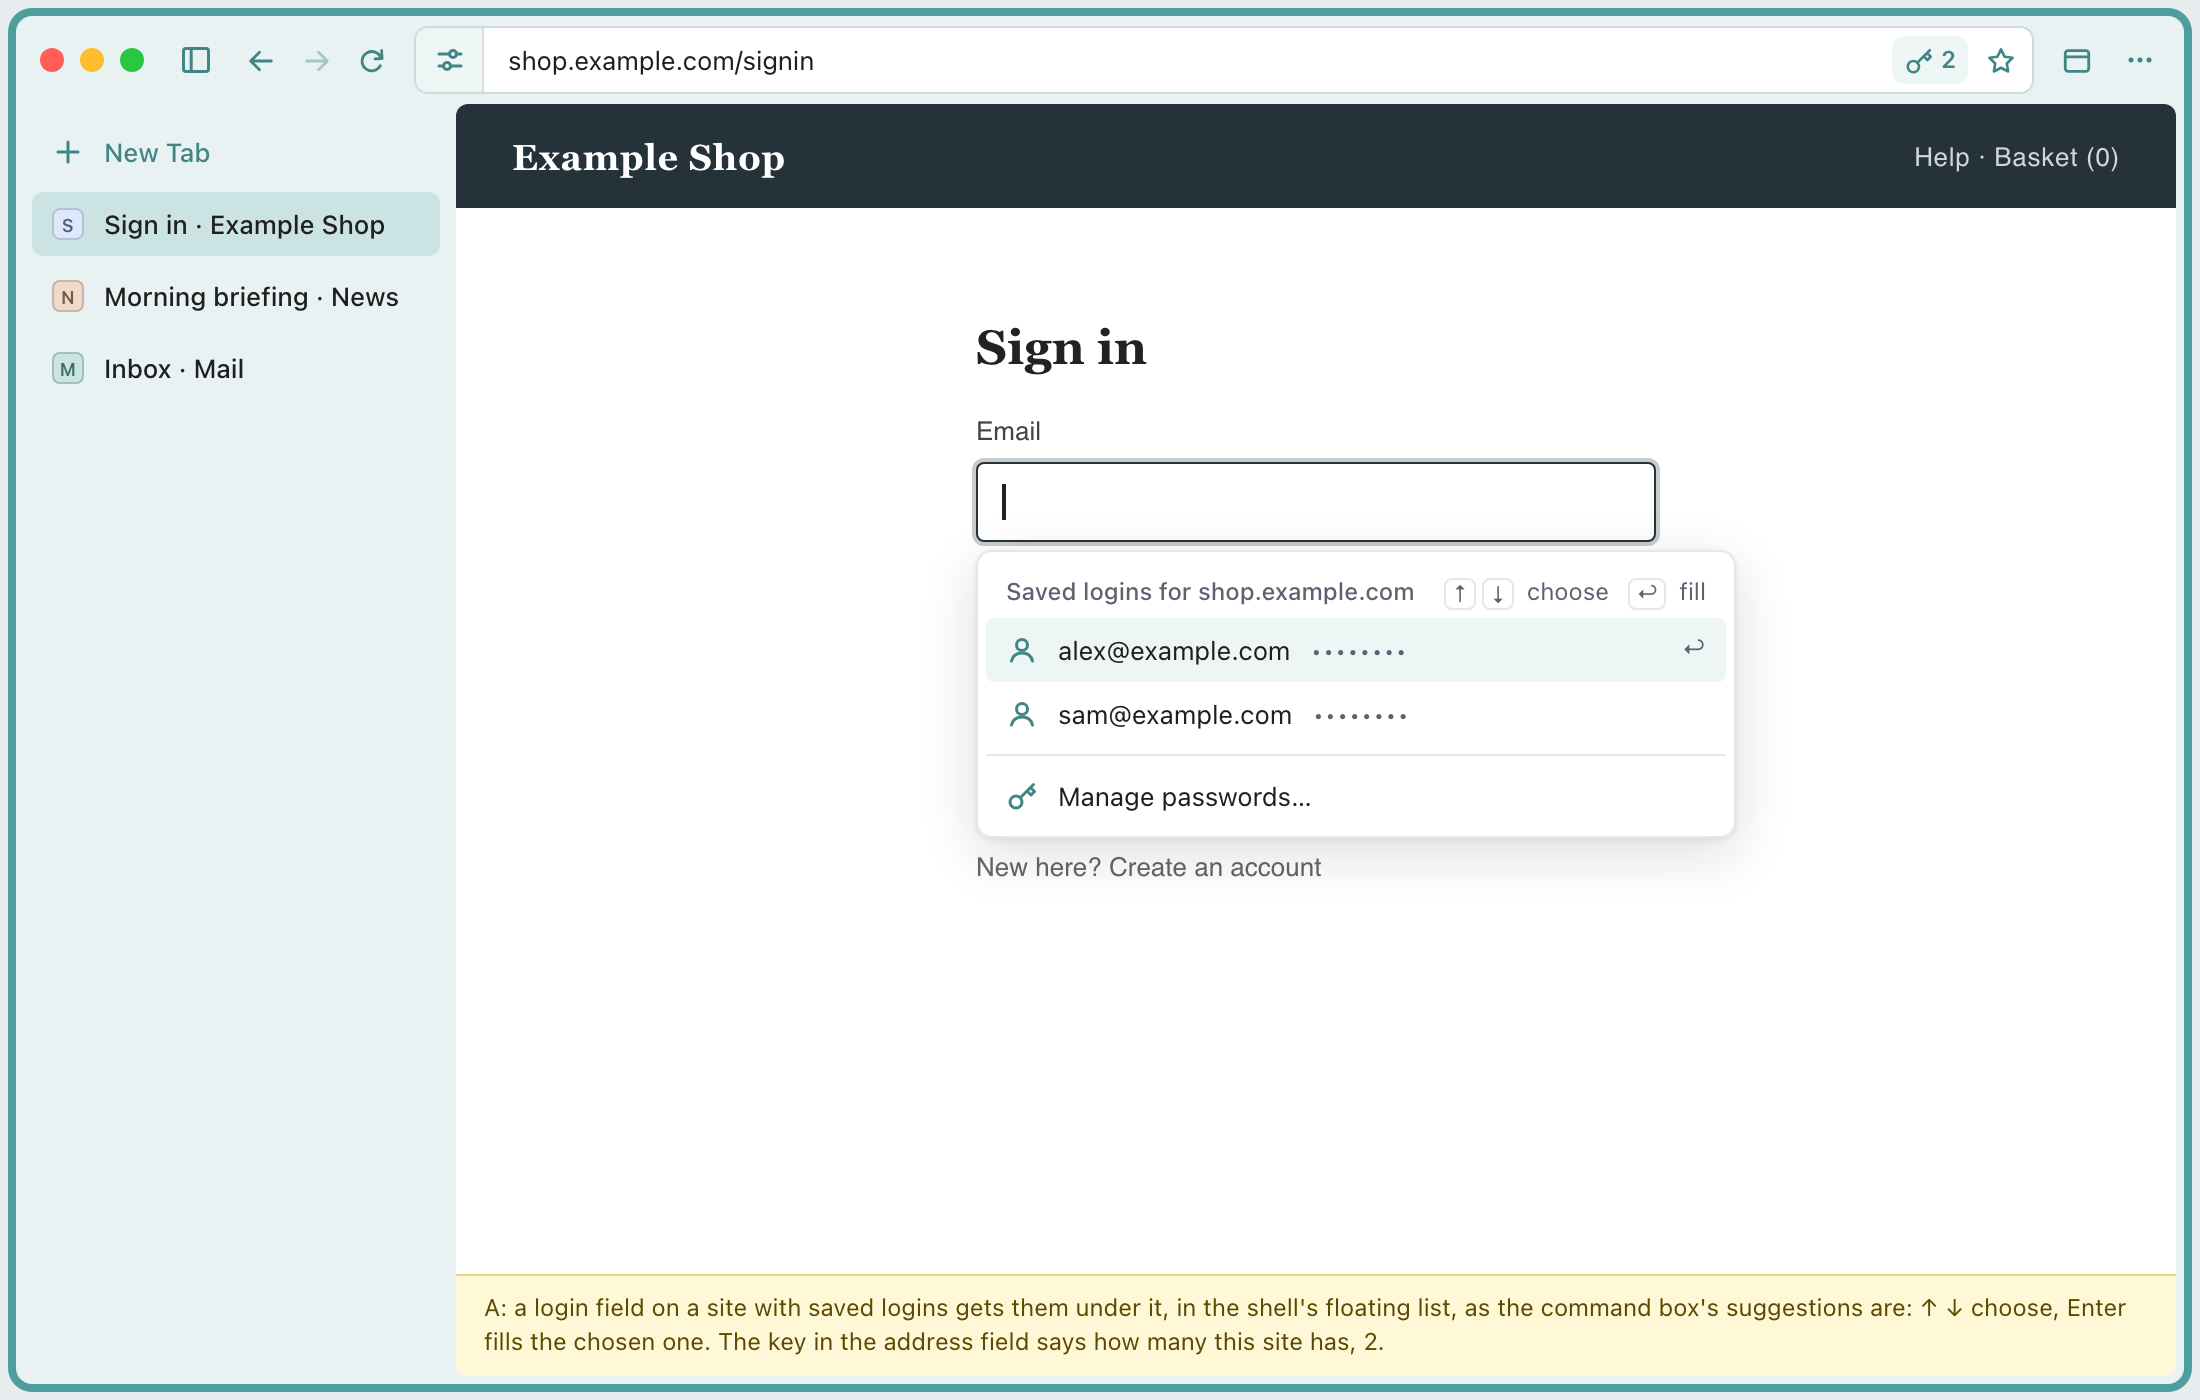 shop.example.com/signin
2
New Tab
S Sign in · Example Shop
N Morning briefing · News
M Inbox · Mail
Example Shop
Help · Basket (0)
Sign in
Email
Saved logins for shop.example.com ↑ ↓ choose ↩ fill
alex@example.com •••••••• ↩
sam@example.com ••••••••
Manage passwords...
New here? Create an account
A: a login field on a site with saved logins gets them under it, in the shell's floating list, as the command box's suggestions are: ↑ ↓ choose, Enter
fills the chosen one. The key in the address field says how many this site has, 2.